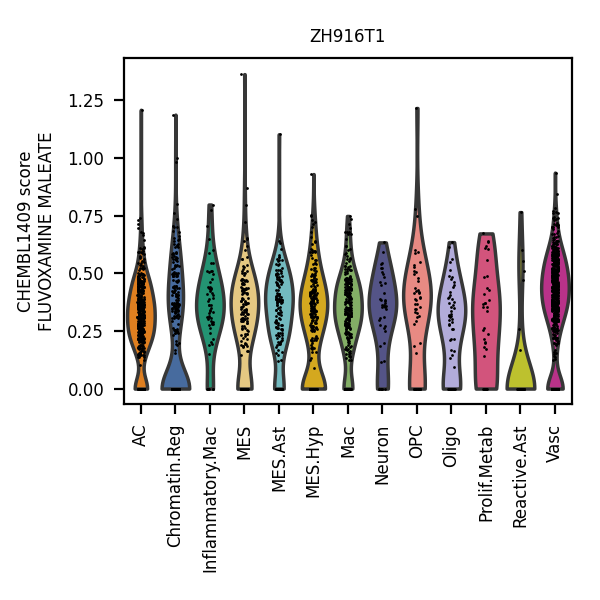 ZH916T1
CHEMBL1409 score
FLUVOXAMINE MALEATE
1.25
1.00
0.75
0.50
0.25
0.00
AC
Chromatin.Reg
Inflammatory.Mac
MES
MES.Ast
MES.Hyp
Mac
Neuron
OPC
Oligo
Prolif.Metab
Reactive.Ast
Vasc